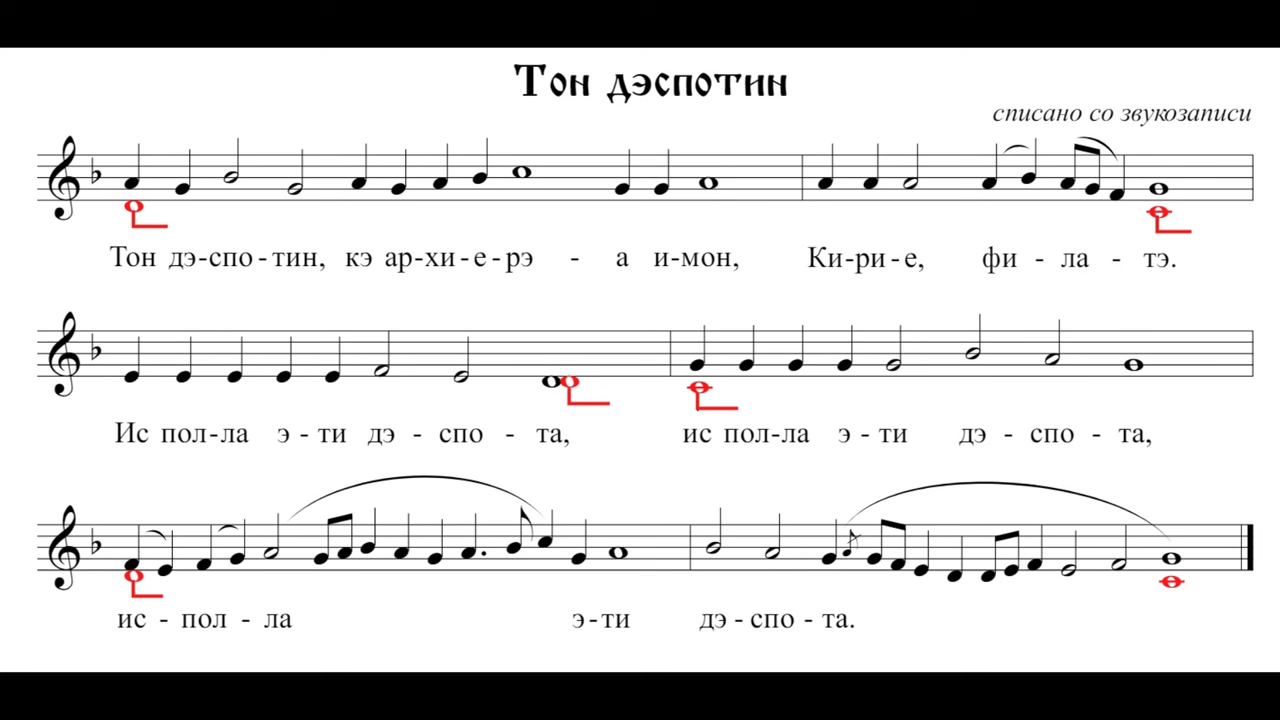 Тон дэспотин
списано со звукозаписи
Тон дэ-спо-тин, кэ ар-хи-е-рэ - а и-мон, Ки-ри-е, фи - ла - тэ.
Ис пол-ла э-ти дэ - спо - та, ис пол-ла э-ти дэ - спо - та,
ис - пол - ла э-ти дэ-спо-та.